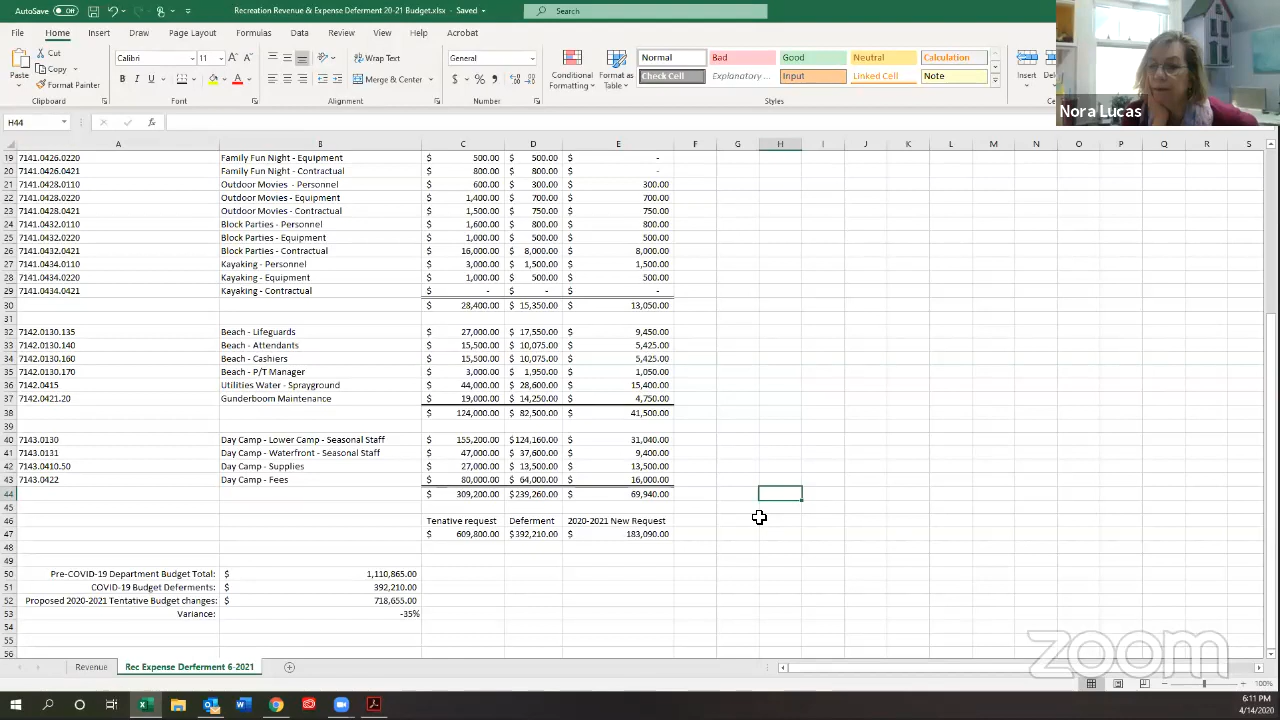 AutoSave Off Recreation Revenue & Expense Deferment 20-21 Budget.xlsx - Saved Search
File Home Insert Draw Page Layout Formulas Data Review View Help Acrobat
Paste Cut Copy Format Painter
Calibri 11 B I U Merge & Center General $ % 9
Conditional Formatting Format as Table
Normal Bad Good Neutral Calculation
Check Cell Explanatory ... Input Linked Cell Note
Insert
Clipboard Font Alignment Number Styles
Nora Lucas
H44 fx
A B C D E F G H I J K L M N O P Q R S
19 7141.0426.0220 Family Fun Night - Equipment $ 500.00 $ 500.00 $ -
20 7141.0426.0421 Family Fun Night - Contractual $ 800.00 $ 800.00 $ -
21 7141.0428.0110 Outdoor Movies - Personnel $ 600.00 $ 300.00 $ 300.00
22 7141.0428.0220 Outdoor Movies - Equipment $ 1,400.00 $ 700.00 $ 700.00
23 7141.0428.0421 Outdoor Movies - Contractual $ 1,500.00 $ 750.00 $ 750.00
24 7141.0432.0110 Block Parties - Personnel $ 1,600.00 $ 800.00 $ 800.00
25 7141.0432.0220 Block Parties - Equipment $ 1,000.00 $ 500.00 $ 500.00
26 7141.0432.0421 Block Parties - Contractual $ 16,000.00 $ 8,000.00 $ 8,000.00
27 7141.0434.0110 Kayaking - Personnel $ 3,000.00 $ 1,500.00 $ 1,500.00
28 7141.0434.0220 Kayaking - Equipment $ 1,000.00 $ 500.00 $ 500.00
29 7141.0434.0421 Kayaking - Contractual $ - $ - $ -
30 $ 28,400.00 $ 15,350.00 $ 13,050.00
31
32 7142.0130.135 Beach - Lifeguards $ 27,000.00 $ 17,550.00 $ 9,450.00
33 7142.0130.140 Beach - Attendants $ 15,500.00 $ 10,075.00 $ 5,425.00
34 7142.0130.160 Beach - Cashiers $ 15,500.00 $ 10,075.00 $ 5,425.00
35 7142.0130.170 Beach - P/T Manager $ 3,000.00 $ 1,950.00 $ 1,050.00
36 7142.0415 Utilities Water - Sprayground $ 44,000.00 $ 28,600.00 $ 15,400.00
37 7142.0421.20 Gunderboom Maintenance $ 19,000.00 $ 14,250.00 $ 4,750.00
38 $ 124,000.00 $ 82,500.00 $ 41,500.00
39
40 7143.0130 Day Camp - Lower Camp - Seasonal Staff $ 155,200.00 $124,160.00 $ 31,040.00
41 7143.0131 Day Camp - Waterfront - Seasonal Staff $ 47,000.00 $ 37,600.00 $ 9,400.00
42 7143.0410.50 Day Camp - Supplies $ 27,000.00 $ 13,500.00 $ 13,500.00
43 7143.0422 Day Camp - Fees $ 80,000.00 $ 64,000.00 $ 16,000.00
44 $ 309,200.00 $239,260.00 $ 69,940.00
45
46 Tenative request Deferment 2020-2021 New Request
47 $ 609,800.00 $392,210.00 $ 183,090.00
48
49
50 Pre-COVID-19 Department Budget Total: $ 1,110,865.00
51 COVID-19 Budget Deferments: $ 392,210.00
52 Proposed 2020-2021 Tentative Budget changes: $ 718,655.00
53 Variance: -35%
54
55
56
zoom
Revenue Rec Expense Derferment 6-2021
100%
6:11 PM
4/14/2020